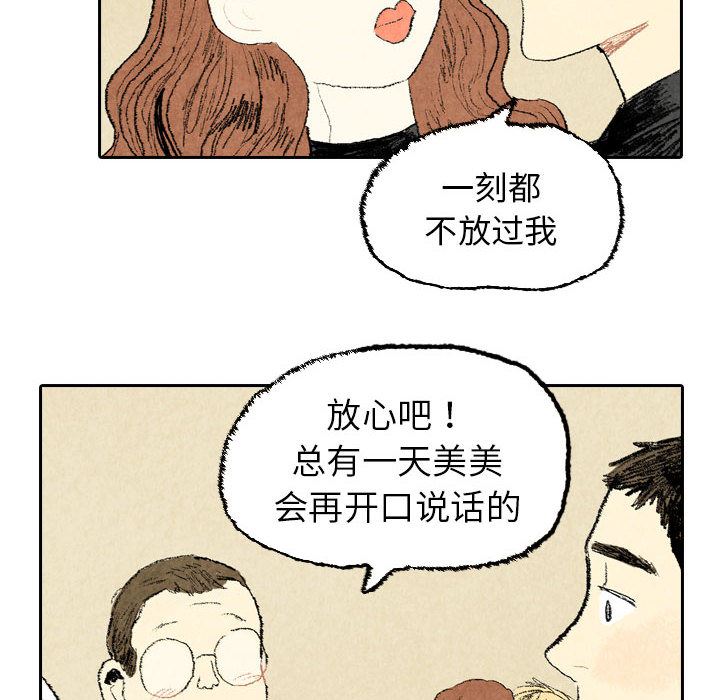 一刻都
不放过我
放心吧！
总有一天美美
会再开口说话的